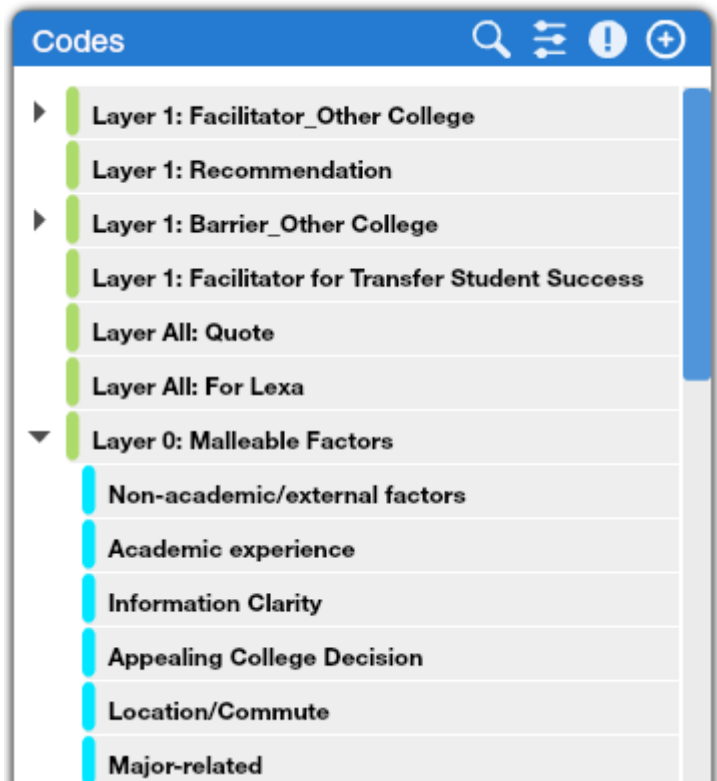 Codes
Layer 1: Facilitator_Other College
Layer 1: Recommendation
Layer 1: Barrier_Other College
Layer 1: Facilitator for Transfer Student Success
Layer All: Quote
Layer All: For Lexa
Layer 0: Malleable Factors
Non-academic/external factors
Academic experience
Information Clarity
Appealing College Decision
Location/Commute
Major-related